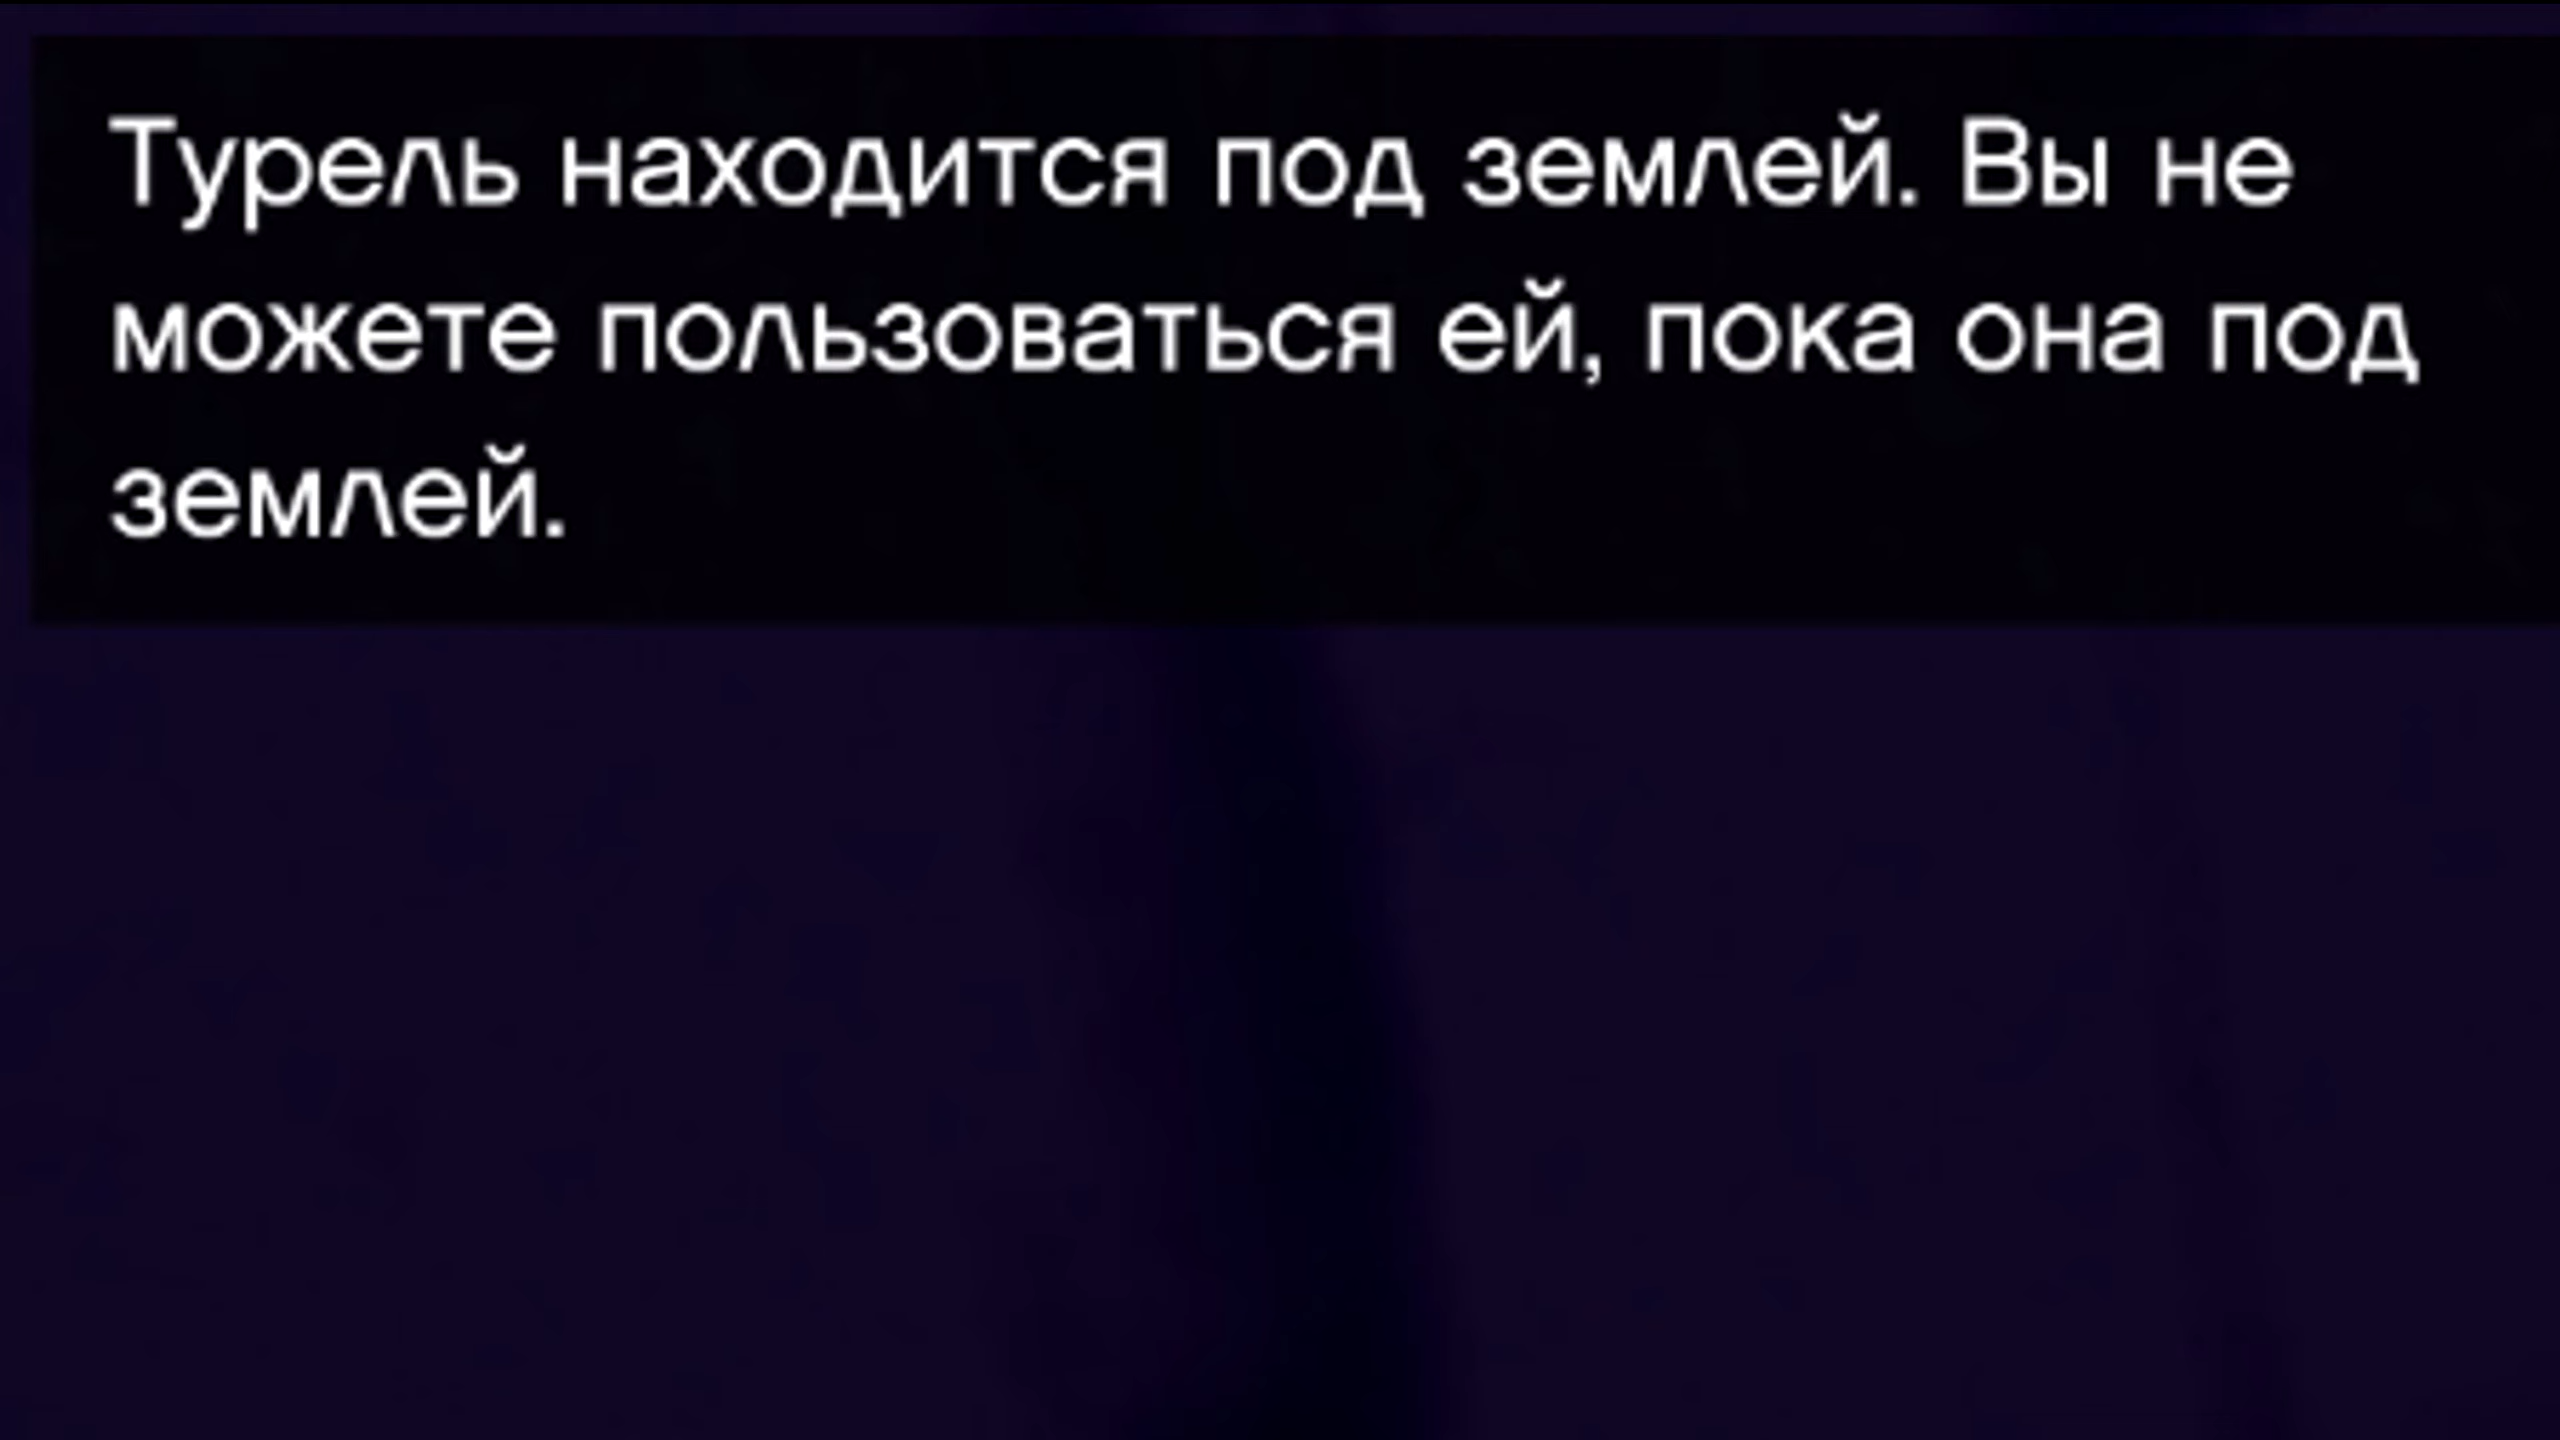 Турель находится под землей. Вы не
можете пользоваться ей, пока она под
землей.